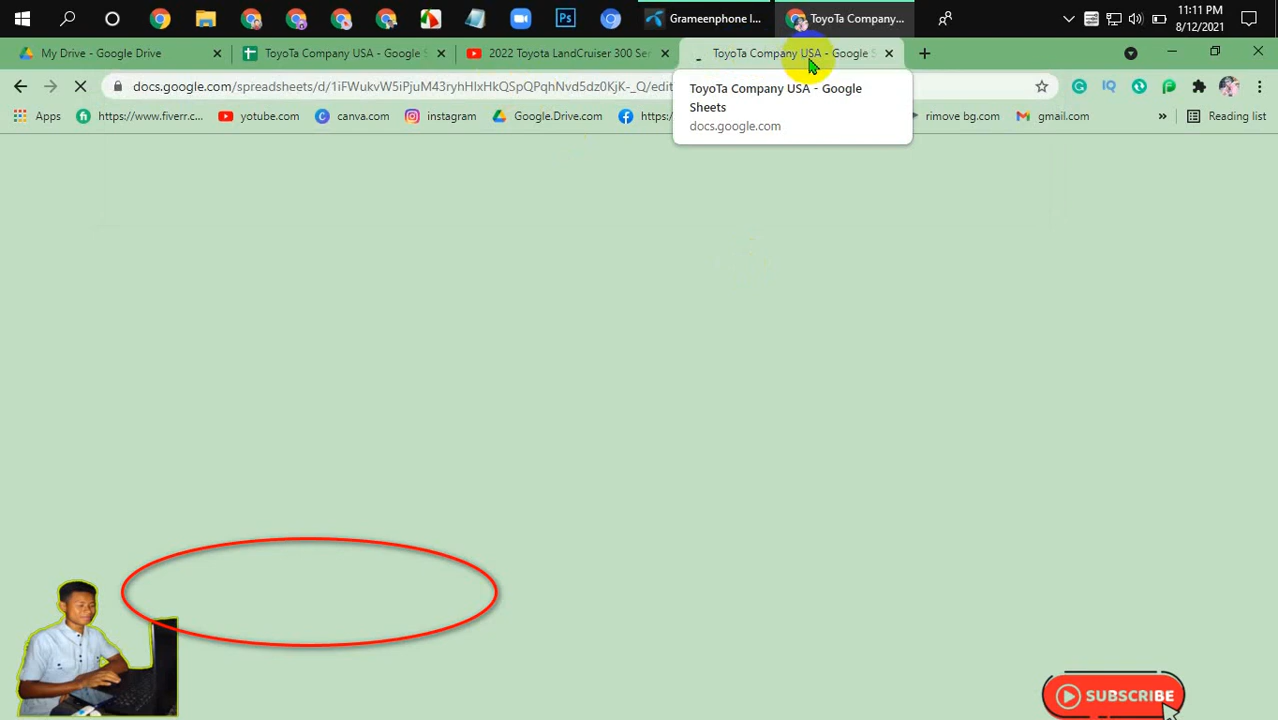 Grameenphone I...
ToyoTa Company...
11:11 PM
8/12/2021
My Drive - Google Drive
ToyoTa Company USA - Google S
2022 Toyota LandCruiser 300 Ser
ToyoTa Company USA - Google S
docs.google.com/spreadsheets/d/1iFWukvW5iPjuM43ryhHlxHkQSpQPqhNvd5dz0KjK-_Q/edit
ToyoTa Company USA - Google
Sheets
docs.google.com
Apps
https://www.fiverr.c...
yotube.com
canva.com
instagram
Google.Drive.com
https:/
rimove bg.com
gmail.com
Reading list
SUBSCRIBE